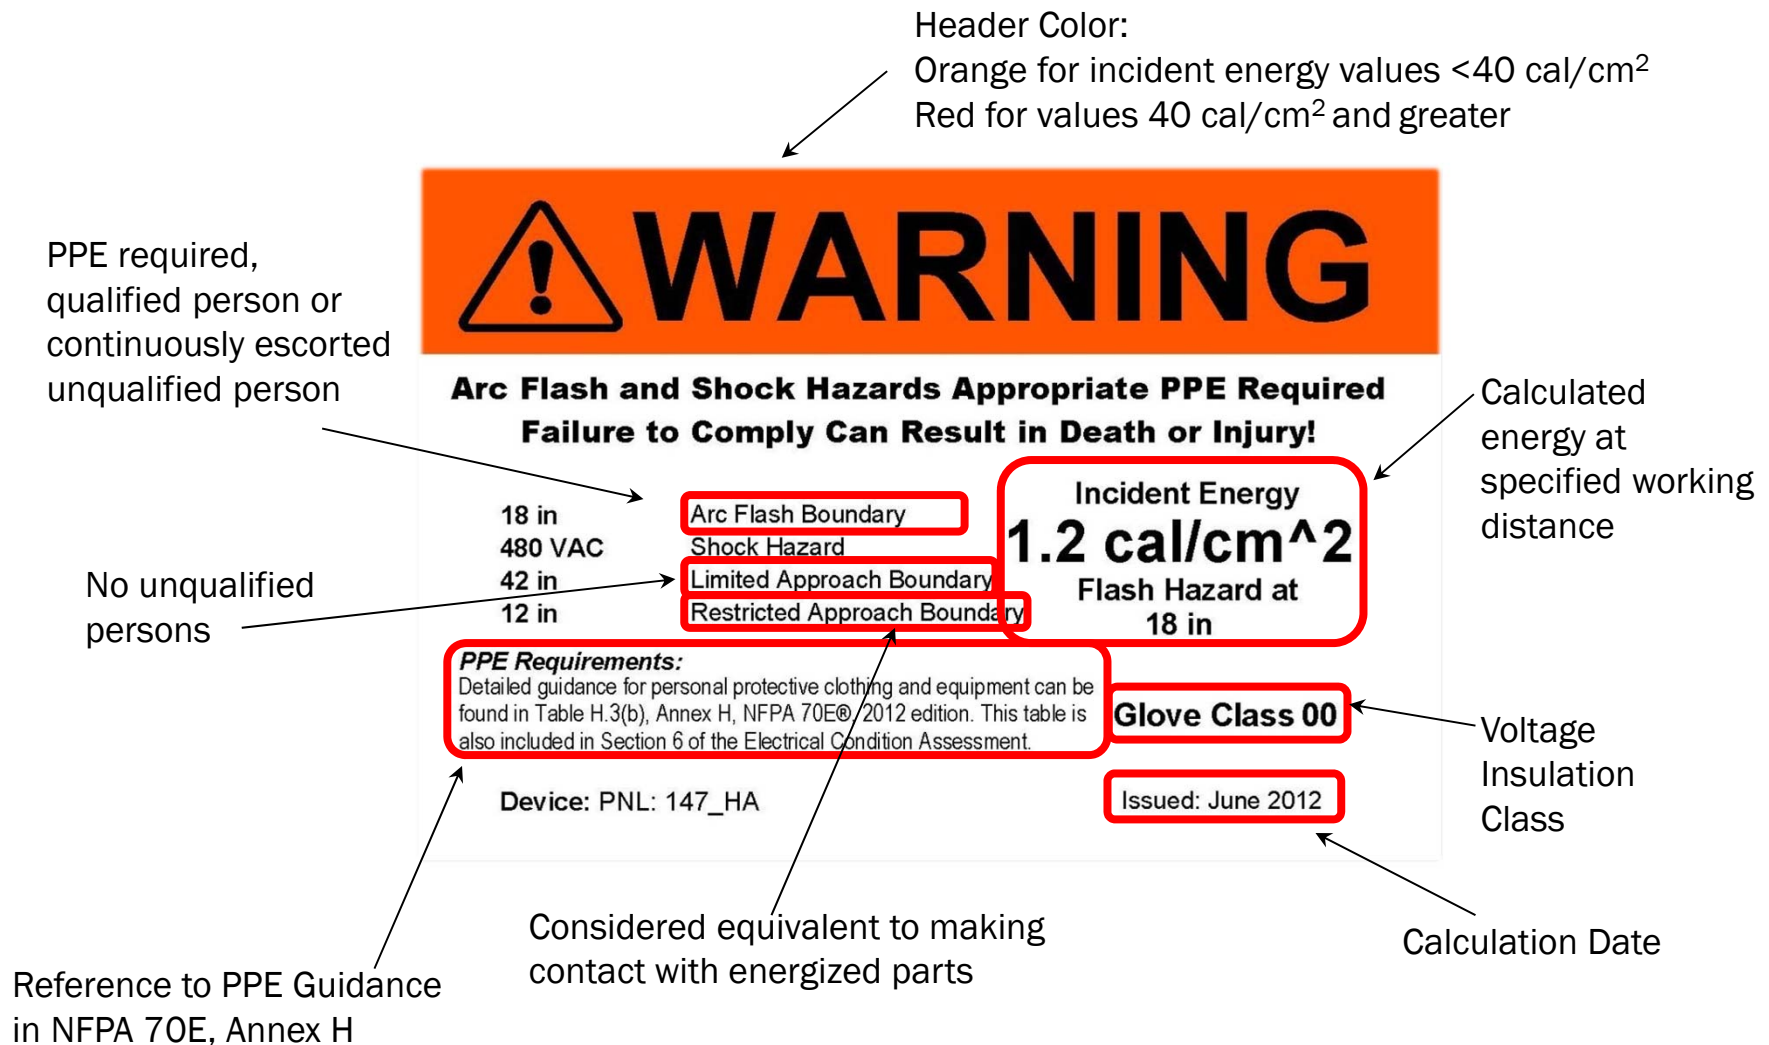 Header Color:
Orange for incident energy values <40 cal/cm²
Red for values 40 cal/cm² and greater
WARNING
PPE required,
qualified person or
continuously escorted
unqualified person
Arc Flash and Shock Hazards Appropriate PPE Required
Failure to Comply Can Result in Death or Injury!
Calculated
energy at
specified working
distance
18 in Arc Flash Boundary
480 VAC Shock Hazard
42 in Limited Approach Boundary
12 in Restricted Approach Boundary
Incident Energy
1.2 cal/cm^2
Flash Hazard at
18 in
No unqualified
persons
PPE Requirements:
Detailed guidance for personal protective clothing and equipment can be
found in Table H.3(b), Annex H, NFPA 70E®, 2012 edition. This table is
also included in Section 6 of the Electrical Condition Assessment.
Glove Class 00
Voltage
Insulation
Class
Device: PNL: 147_HA
Issued: June 2012
Considered equivalent to making
contact with energized parts
Calculation Date
Reference to PPE Guidance
in NFPA 70E, Annex H